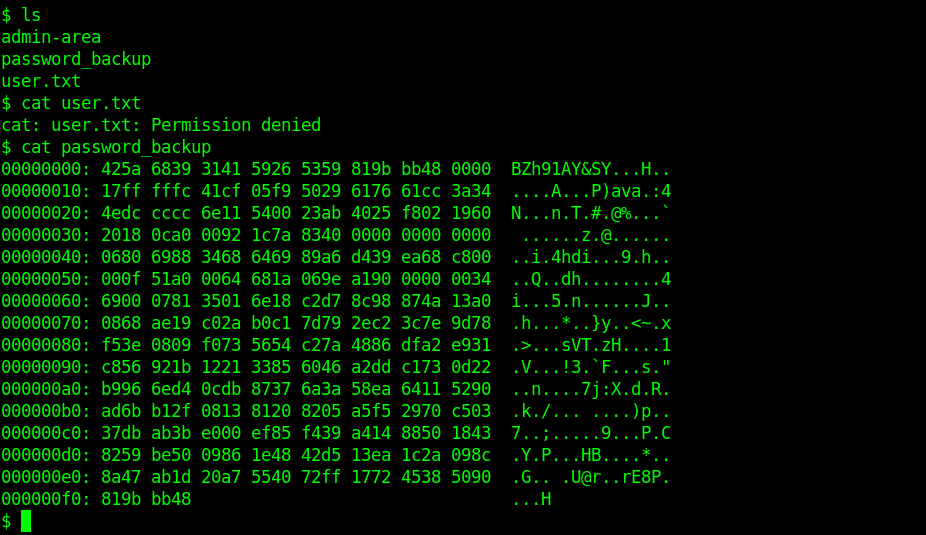 $ ls
admin-area
password_backup
user.txt
$ cat user.txt
cat: user.txt: Permission denied
$ cat password_backup
00000000: 425a 6839 3141 5926 5359 819b bb48 0000  BZh91AY&SY...H..
00000010: 17ff fffc 41cf 05f9 5029 6176 61cc 3a34  ....A...P)ava.:4
00000020: 4edc cccc 6e11 5400 23ab 4025 f802 1960  N...n.T.#.@%...`
00000030: 2018 0ca0 0092 1c7a 8340 0000 0000 0000   ......z.@......
00000040: 0680 6988 3468 6469 89a6 d439 ea68 c800  ..i.4hdi...9.h..
00000050: 000f 51a0 0064 681a 069e a190 0000 0034  ..Q..dh........4
00000060: 6900 0781 3501 6e18 c2d7 8c98 874a 13a0  i...5.n......J..
00000070: 0868 ae19 c02a b0c1 7d79 2ec2 3c7e 9d78  .h...*..}y..<~.x
00000080: f53e 0809 f073 5654 c27a 4886 dfa2 e931  .>...sVT.zH....1
00000090: c856 921b 1221 3385 6046 a2dd c173 0d22  .V...!3.`F...s."
000000a0: b996 6ed4 0cdb 8737 6a3a 58ea 6411 5290  ..n....7j:X.d.R.
000000b0: ad6b b12f 0813 8120 8205 a5f5 2970 c503  .k./... ....)p..
000000c0: 37db ab3b e000 ef85 f439 a414 8850 1843  7..;.....9...P.C
000000d0: 8259 be50 0986 1e48 42d5 13ea 1c2a 098c  .Y.P...HB....*..
000000e0: 8a47 ab1d 20a7 5540 72ff 1772 4538 5090  .G.. .U@r..rE8P.
000000f0: 819b bb48                                ...H
$